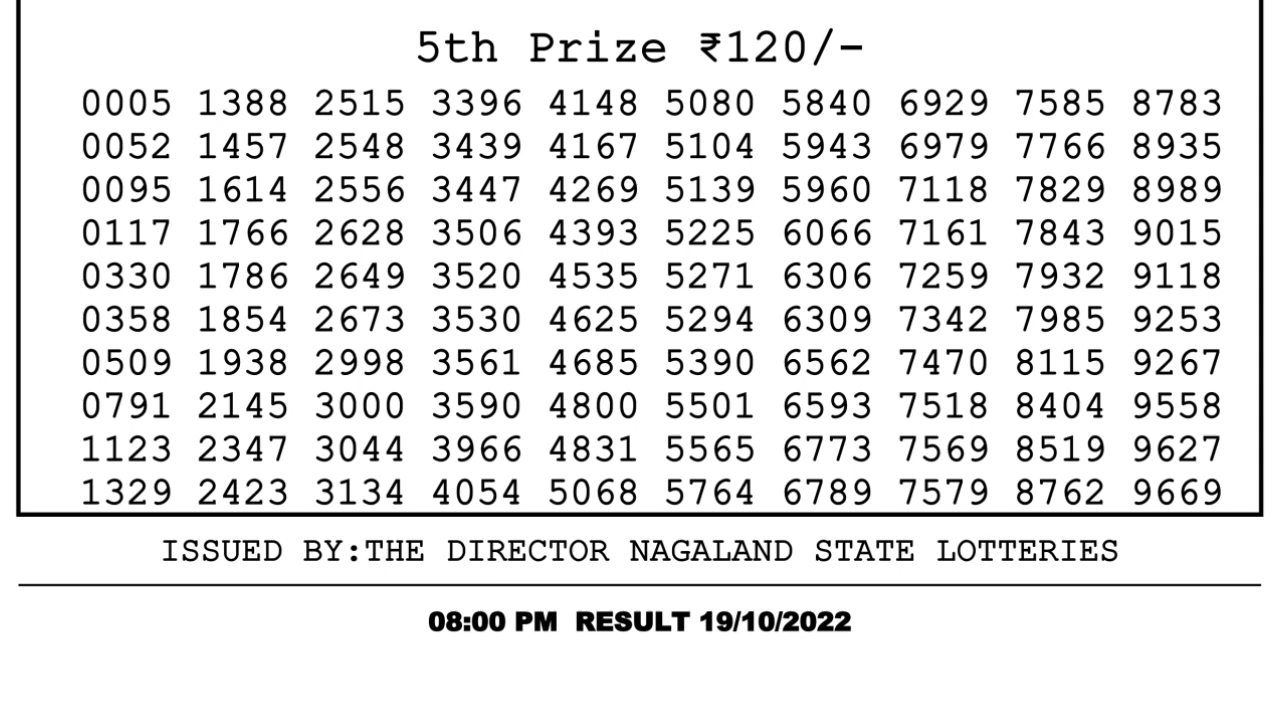 5th Prize ₹120/-
0005 1388 2515 3396 4148 5080 5840 6929 7585 8783
0052 1457 2548 3439 4167 5104 5943 6979 7766 8935
0095 1614 2556 3447 4269 5139 5960 7118 7829 8989
0117 1766 2628 3506 4393 5225 6066 7161 7843 9015
0330 1786 2649 3520 4535 5271 6306 7259 7932 9118
0358 1854 2673 3530 4625 5294 6309 7342 7985 9253
0509 1938 2998 3561 4685 5390 6562 7470 8115 9267
0791 2145 3000 3590 4800 5501 6593 7518 8404 9558
1123 2347 3044 3966 4831 5565 6773 7569 8519 9627
1329 2423 3134 4054 5068 5764 6789 7579 8762 9669
ISSUED BY:THE DIRECTOR NAGALAND STATE LOTTERIES
08:00 PM RESULT 19/10/2022